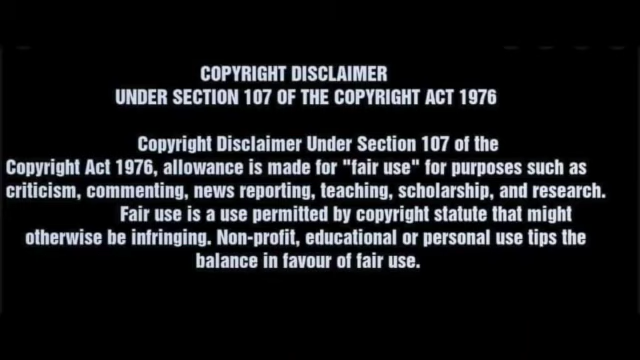 COPYRIGHT DISCLAIMER
UNDER SECTION 107 OF THE COPYRIGHT ACT 1976
Copyright Disclaimer Under Section 107 of the
Copyright Act 1976, allowance is made for "fair use" for purposes such as
criticism, commenting, news reporting, teaching, scholarship, and research.
Fair use is a use permitted by copyright statute that might
otherwise be infringing. Non-profit, educational or personal use tips the
balance in favour of fair use.